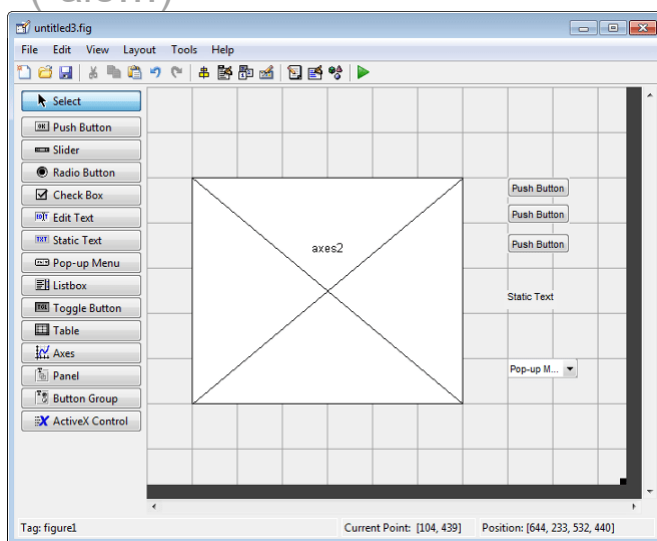 untitled3.fig
File Edit View Layout Tools Help
Select
Push Button
Slider
Radio Button
Check Box
Edit Text
Static Text
Pop-up Menu
Listbox
Toggle Button
Table
Axes
Panel
Button Group
ActiveX Control
axes2
Push Button
Push Button
Push Button
Static Text
Pop-up M...
Tag: figure1 Current Point: [104, 439] Position: [644, 233, 532, 440]